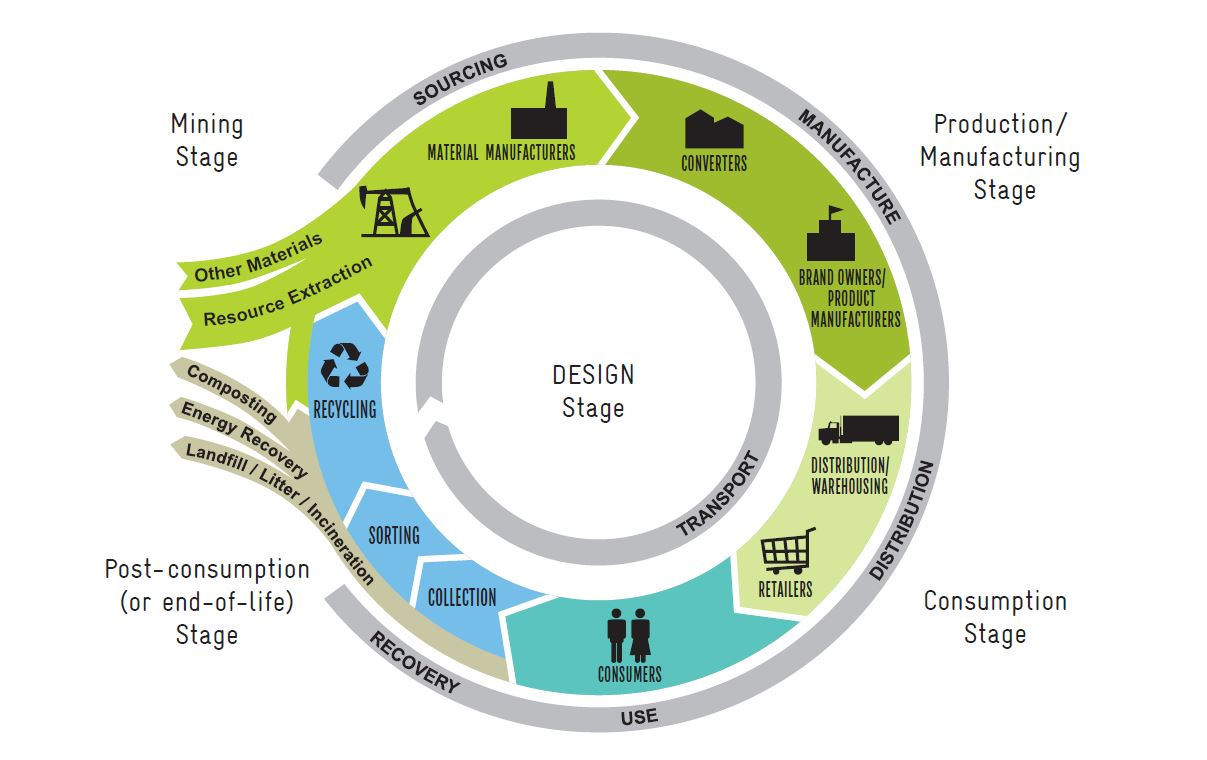 SOURCING
Mining
Stage
MATERIAL MANUFACTURERS
CONVERTERS
MANUFACTURE
Production/
Manufacturing
Stage
Other Materials
Resource Extraction
BRAND OWNERS/
PRODUCT
MANUFACTURERS
Composting
Energy Recovery
Landfill / Litter / Incineration
RECYCLING
DESIGN
Stage
TRANSPORT
DISTRIBUTION/
WAREHOUSING
DISTRIBUTION
SORTING
COLLECTION
RETAILERS
Post-consumption
(or end-of-life)
Stage
Consumption
Stage
CONSUMERS
RECOVERY
USE